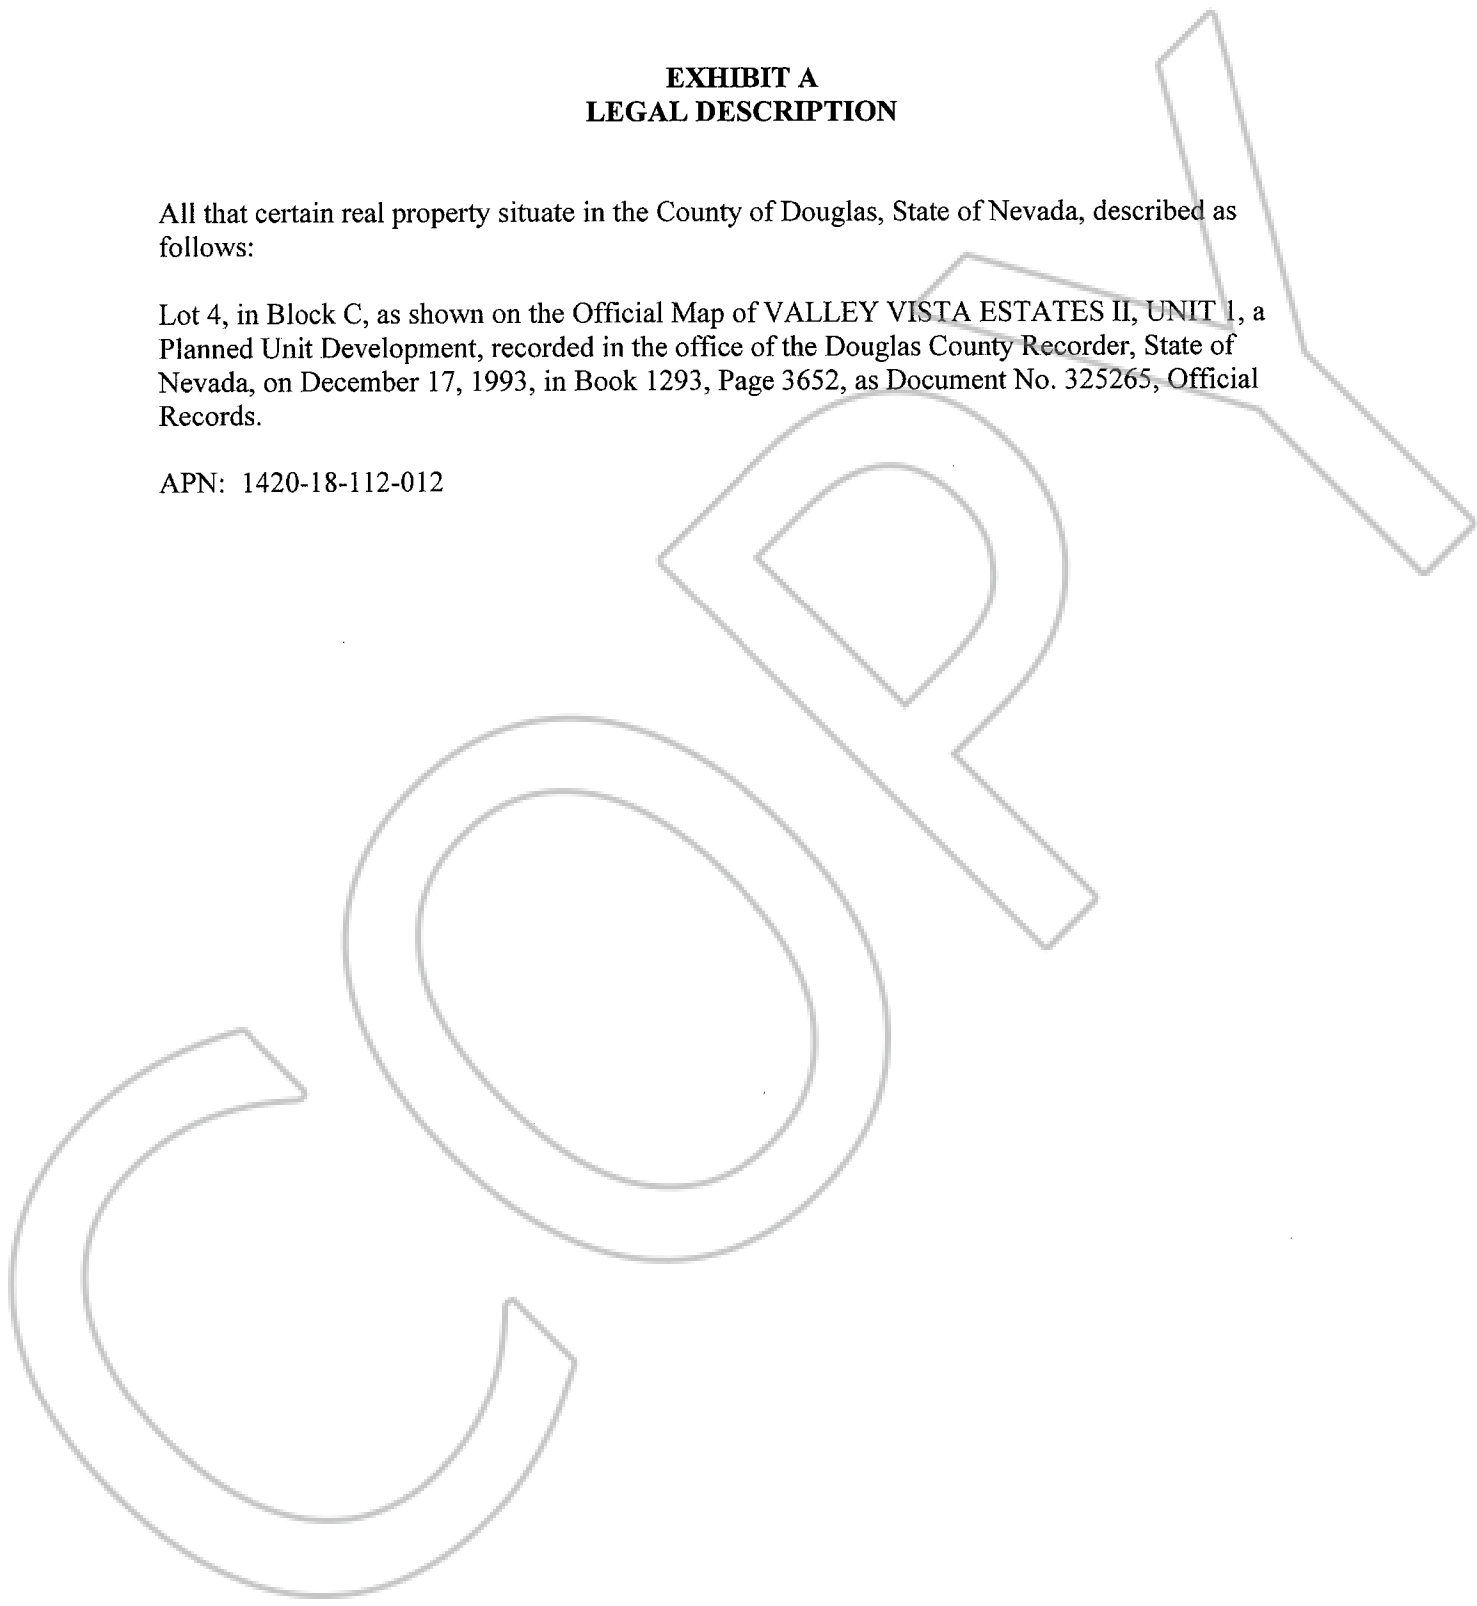 EXHIBIT A
LEGAL DESCRIPTION
All that certain real property situate in the County of Douglas, State of Nevada, described as
follows:
Lot 4, in Block C, as shown on the Official Map of VALLEY VISTA ESTATES II, UNIT 1, a
Planned Unit Development, recorded in the office of the Douglas County Recorder, State of
Nevada, on December 17, 1993, in Book 1293, Page 3652, as Document No. 325265, Official
Records.
APN: 1420-18-112-012
COPY